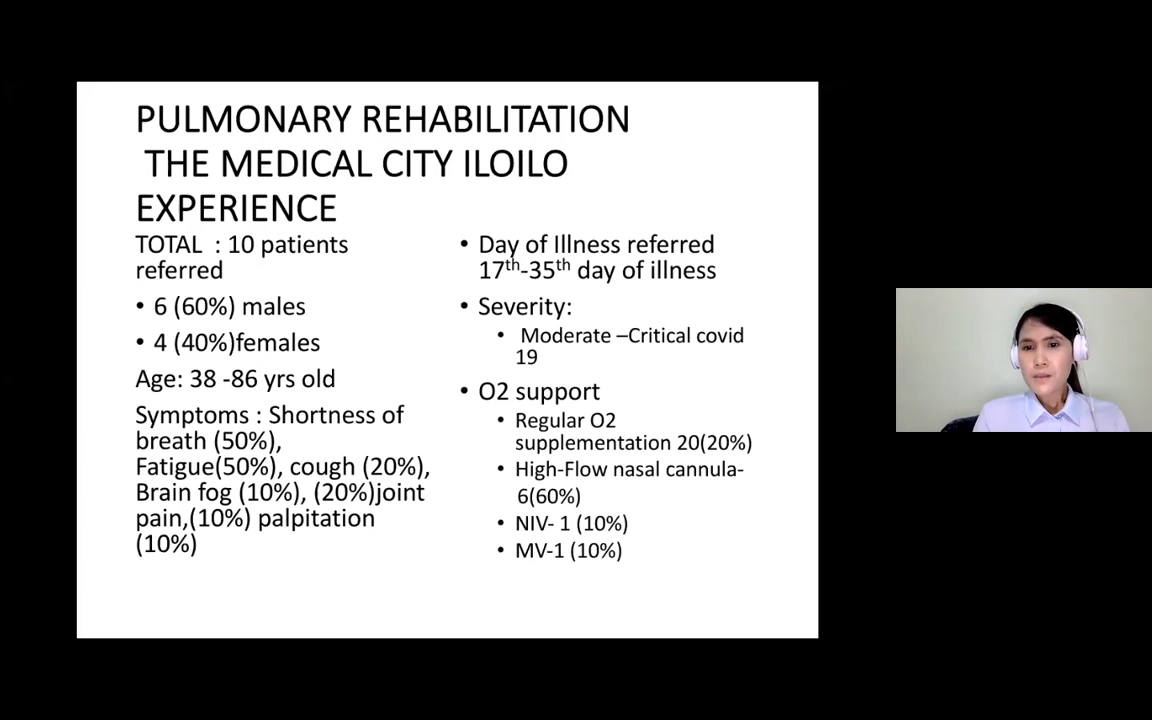 PULMONARY REHABILITATION
THE MEDICAL CITY ILOILO
EXPERIENCE
TOTAL : 10 patients
referred
• 6 (60%) males
• 4 (40%)females
Age: 38 -86 yrs old
Symptoms : Shortness of
breath (50%),
Fatigue(50%), cough (20%),
Brain fog (10%), (20%)joint
pain,(10%) palpitation
(10%)
• Day of Illness referred
17th-35th day of illness
• Severity:
• Moderate –Critical covid
19
• O2 support
• Regular O2
supplementation 20(20%)
• High-Flow nasal cannula-
6(60%)
• NIV- 1 (10%)
• MV-1 (10%)